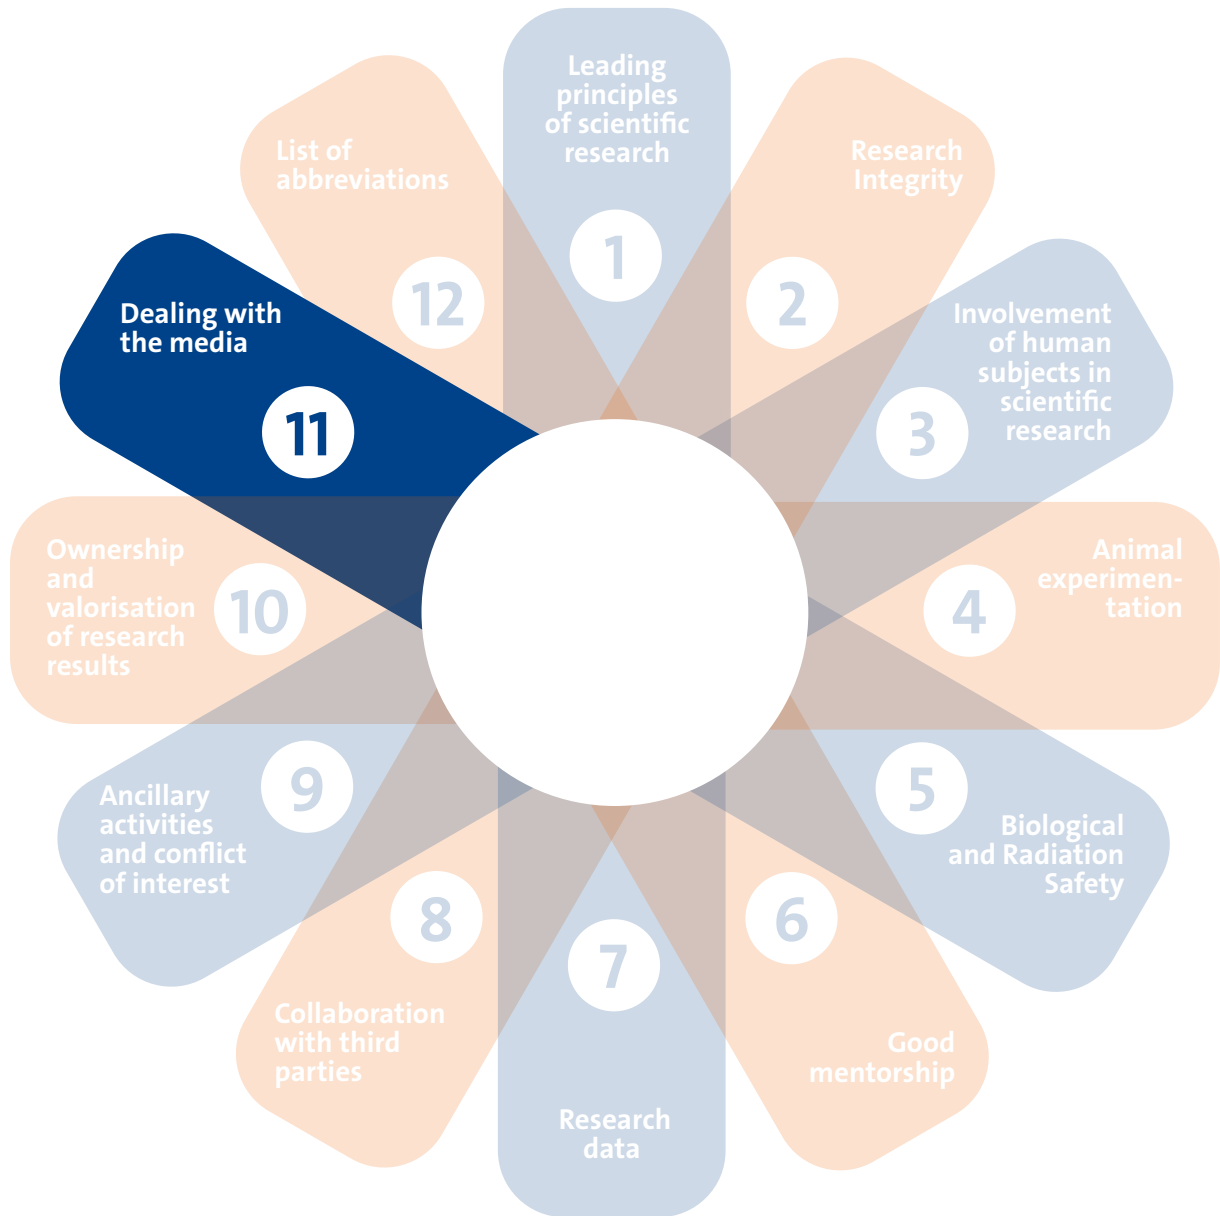 Leading
principles
of scientific
research
1
Research
Integrity
2
Involvement
of human
subjects in
scientific
research
3
Animal
experimen-
tation
4
5
Biological
and Radiation
Safety
6
Good
mentorship
7
Research
data
8
Collaboration
with third
parties
9
Ancillary
activities
and conflict
of interest
Ownership
and
valorisation
of research
results
10
Dealing with
the media
11
List of
abbreviations
12